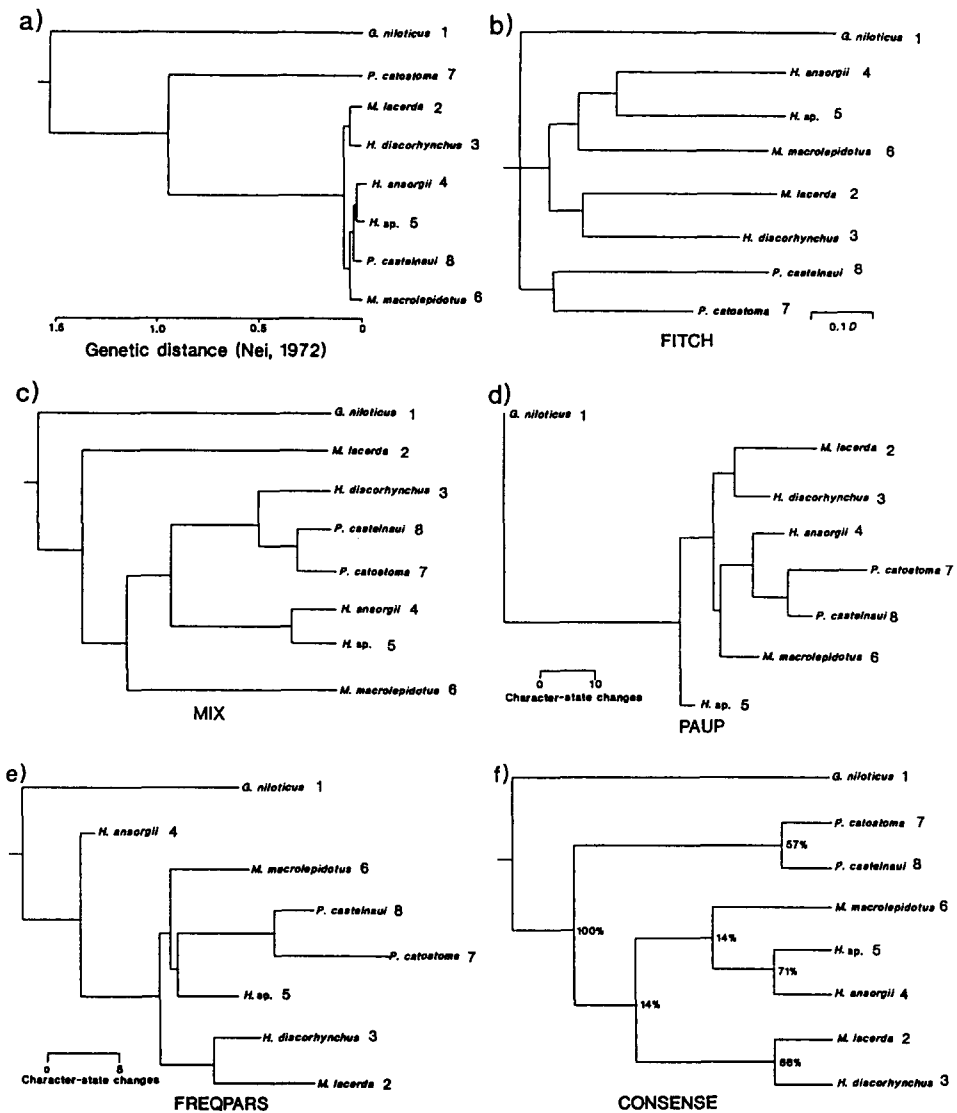 a)
G. niloticus 1
P. catostoma 7
M. lacerda 2
H. discorhynchus 3
H. ansorgii 4
H. sp. 5
P. castelnaui 8
M. macrolepidotus 6
1.5 1.0 0.5 0
Genetic distance (Nei, 1972)
b)
G. niloticus 1
H. ansorgii 4
H. sp. 5
M. macrolepidotus 6
M. lacerda 2
H. discorhynchus 3
P. castelnaui 8
P. catostoma 7
0.10
FITCH
c)
G. niloticus 1
M. lacerda 2
H. discorhynchus 3
P. castelnaui 8
P. catostoma 7
H. ansorgii 4
H. sp. 5
M. macrolepidotus 6
MIX
d)
G. niloticus 1
M. lacerda 2
H. discorhynchus 3
H. ansorgii 4
P. catostoma 7
P. castelnaui 8
M. macrolepidotus 6
H. sp. 5
0 10
Character-state changes
PAUP
e)
G. niloticus 1
H. ansorgii 4
M. macrolepidotus 6
P. castelnaui 8
P. catostoma 7
H. sp. 5
H. discorhynchus 3
M. lacerda 2
0 5
Character-state changes
FREQPARS
f)
G. niloticus 1
P. catostoma 7
57%
P. castelnaui 8
M. macrolepidotus 6
100%
14%
H. sp. 5
71%
H. ansorgii 4
14%
M. lacerda 2
H. discorhynchus 3
CONSENSE